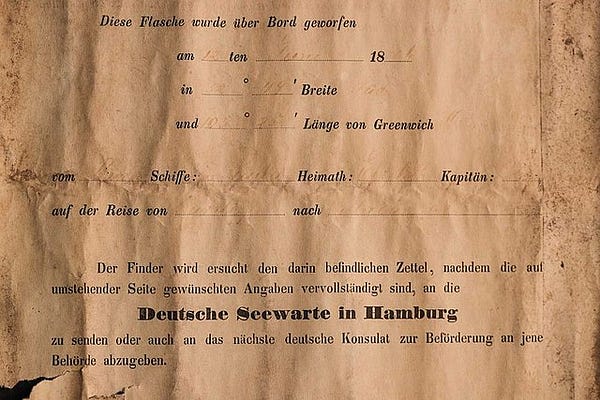 Diese Flasche wurde über Bord geworfen
am ten 18
in ° ' Breite
und ° ' Länge von Greenwich
vom Schiffe: Heimath: Kapitän:
auf der Reise von nach
Der Finder wird ersucht den darin befindlichen Zettel, nachdem die auf
umstehender Seite gewünschten Angaben vervollständigt sind, an die
Deutsche Seewarte in Hamburg
zu senden oder auch an das nächste deutsche Konsulat zur Beförderung an jene
Behörde abzugeben.